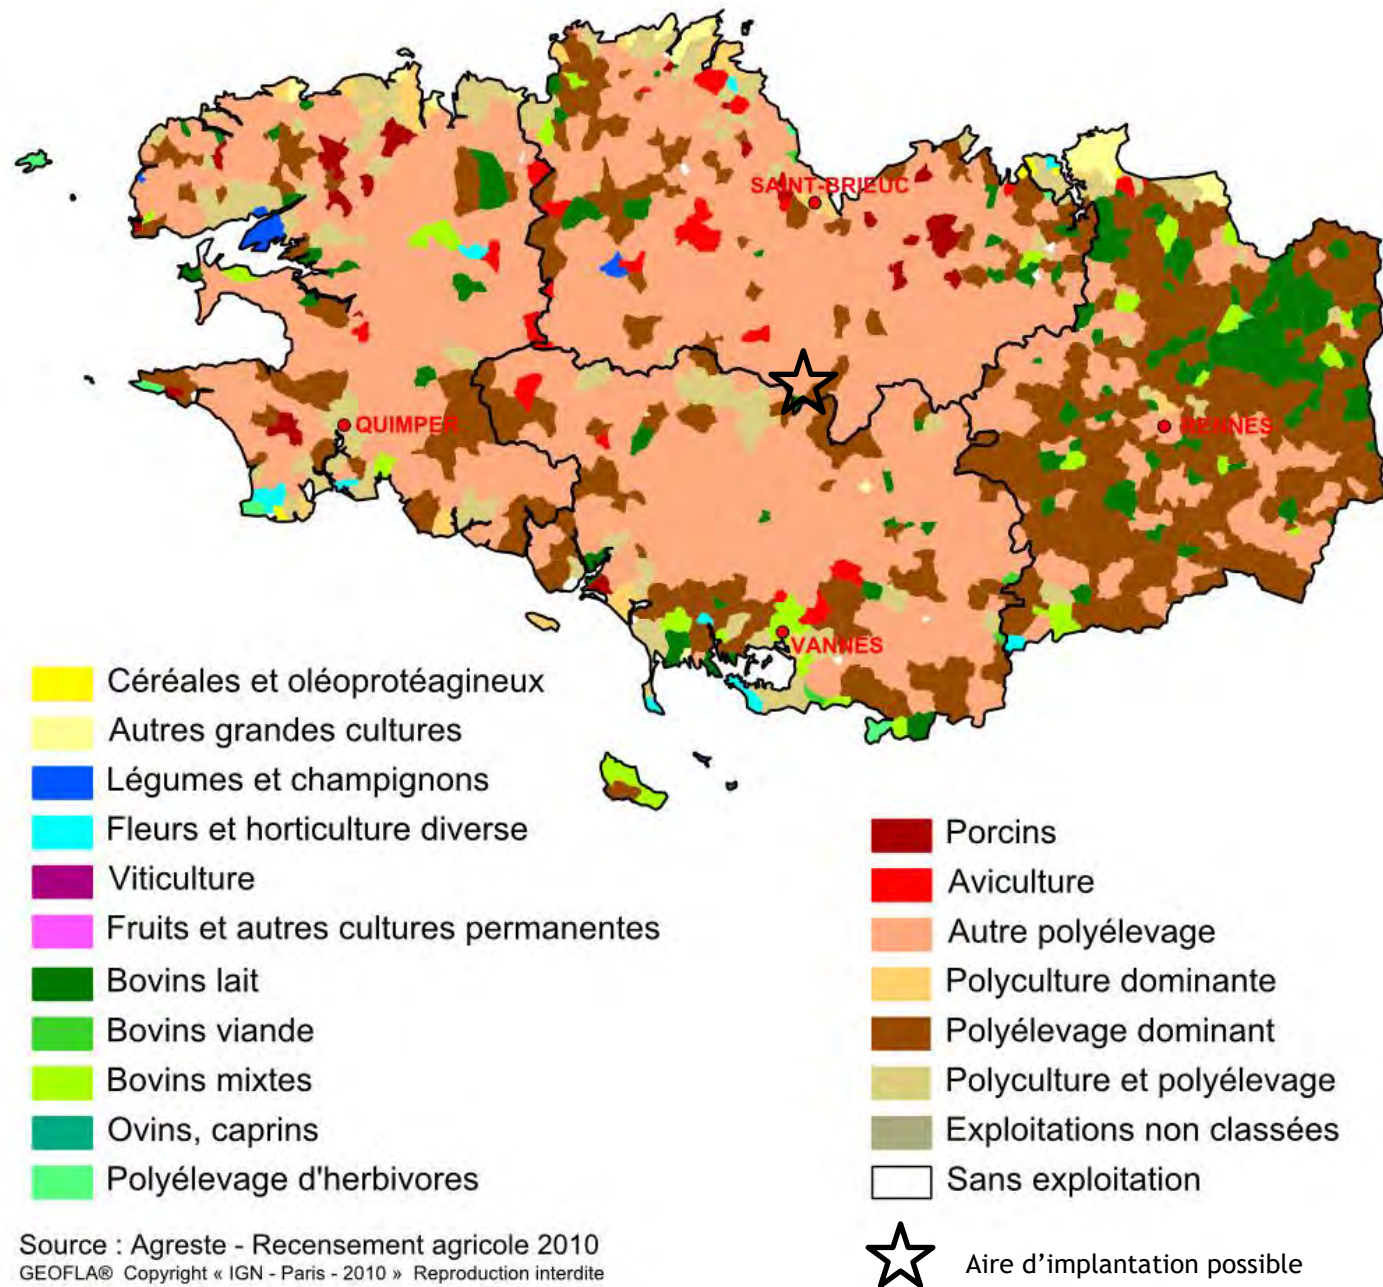 SAINT-BRIEUC
QUIMPER
RENNES
VANNES
Céréales et oléoprotéagineux
Autres grandes cultures
Légumes et champignons
Fleurs et horticulture diverse
Viticulture
Fruits et autres cultures permanentes
Bovins lait
Bovins viande
Bovins mixtes
Ovins, caprins
Polyélevage d'herbivores
Porcins
Aviculture
Autre polyélevage
Polyculture dominante
Polyélevage dominant
Polyculture et polyélevage
Exploitations non classées
Sans exploitation
Aire d’implantation possible
Source : Agreste - Recensement agricole 2010
GEOFLA® Copyright « IGN - Paris - 2010 » Reproduction interdite